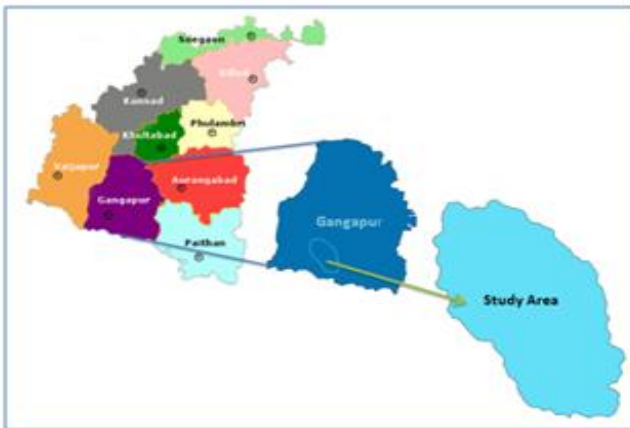 Soegaon
Sillod
Kannad
Phulambri
Khultabad
Vaijapur
Aurangabad
Gangapur
Gangapur
Paithan
Study Area